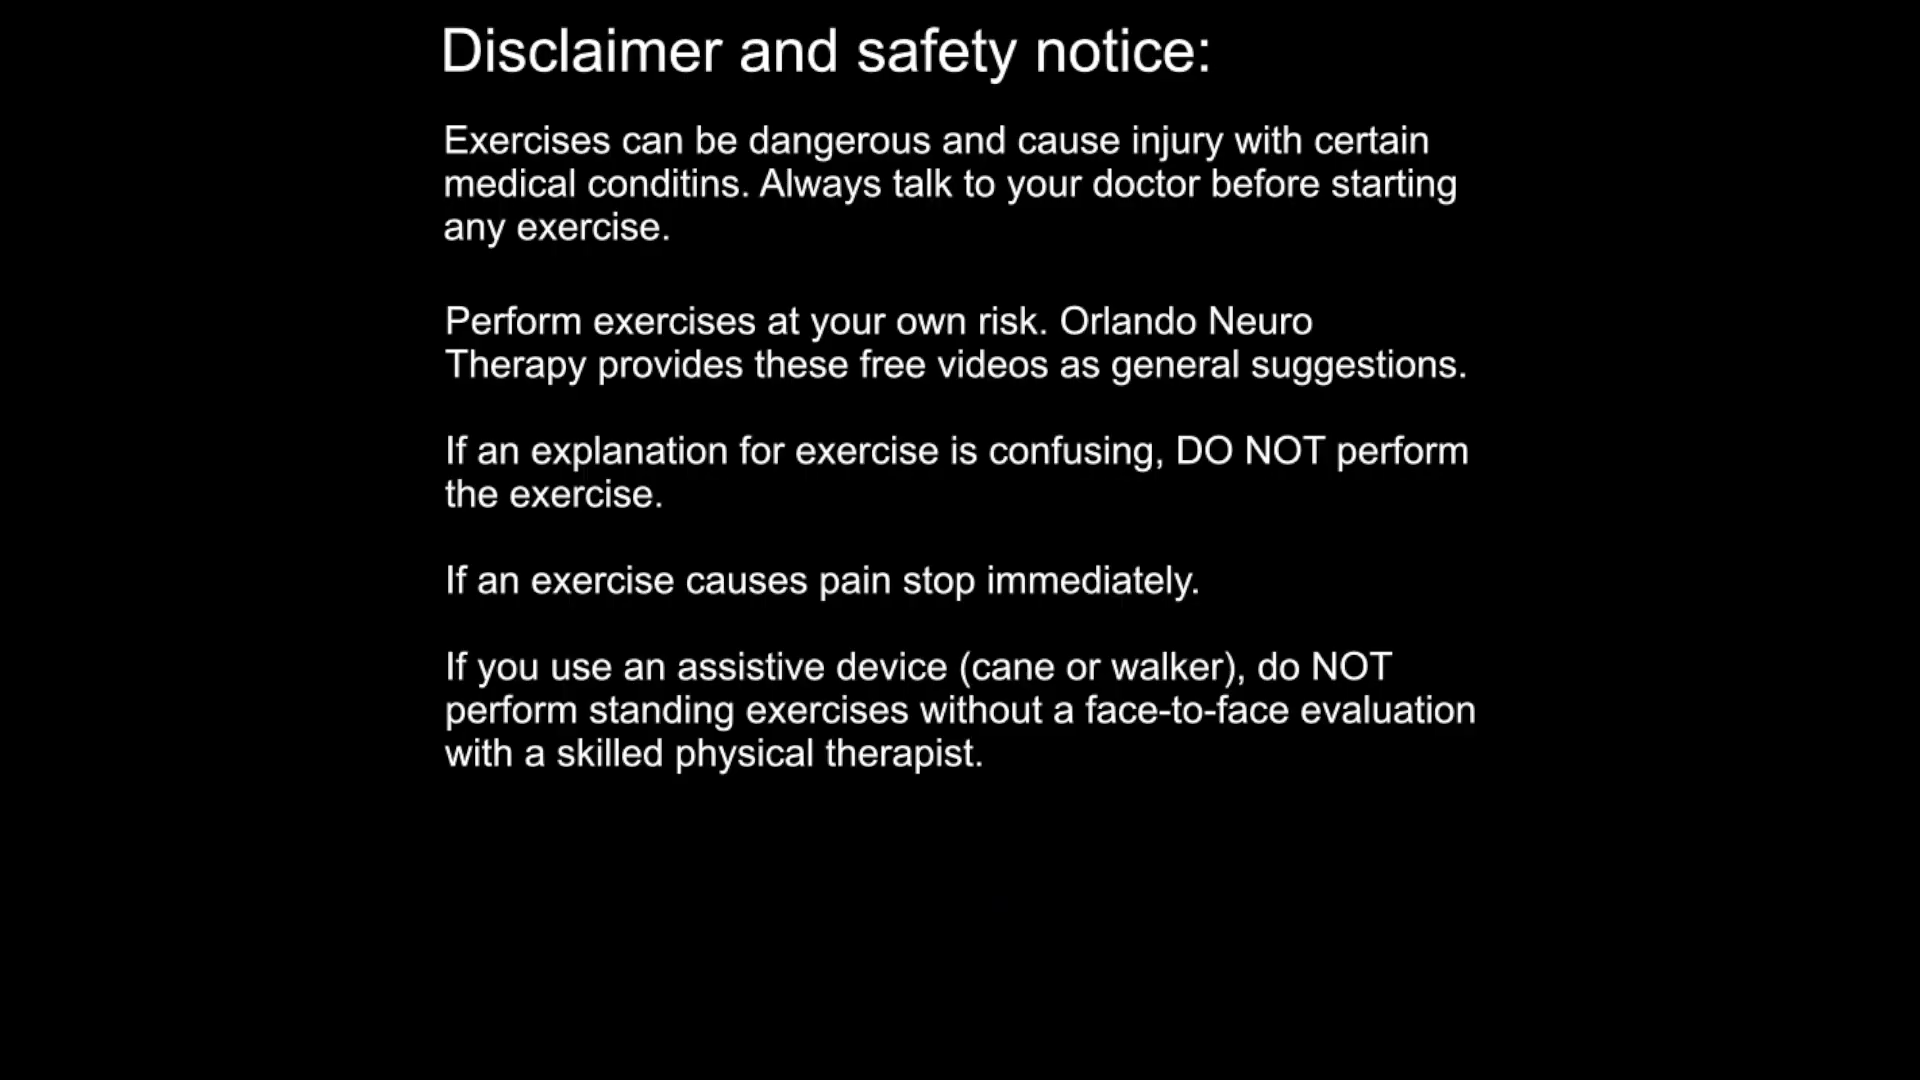 Disclaimer and safety notice:
Exercises can be dangerous and cause injury with certain
medical conditins. Always talk to your doctor before starting
any exercise.
Perform exercises at your own risk. Orlando Neuro
Therapy provides these free videos as general suggestions.
If an explanation for exercise is confusing, DO NOT perform
the exercise.
If an exercise causes pain stop immediately.
If you use an assistive device (cane or walker), do NOT
perform standing exercises without a face-to-face evaluation
with a skilled physical therapist.